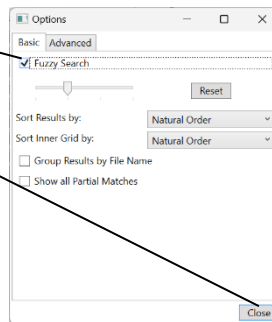 Options
Basic Advanced
Fuzzy Search
Reset
Sort Results by: Natural Order
Sort Inner Grid by: Natural Order
Group Results by File Name
Show all Partial Matches
Close